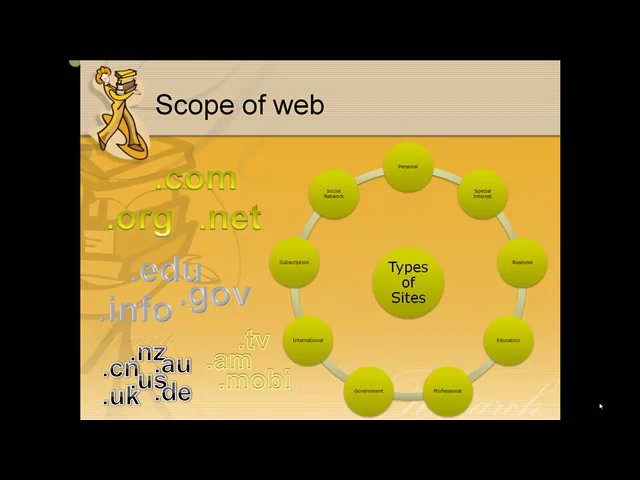 Scope of web
.com
.org .net
.edu
.gov
.info
.nz
.cn .au
.us
.uk .de
.tv
.am
.mobi
Types
of
Sites
Personal
Special
Interest
Business
Education
Professional
Government
International
Subscription
Social
Network